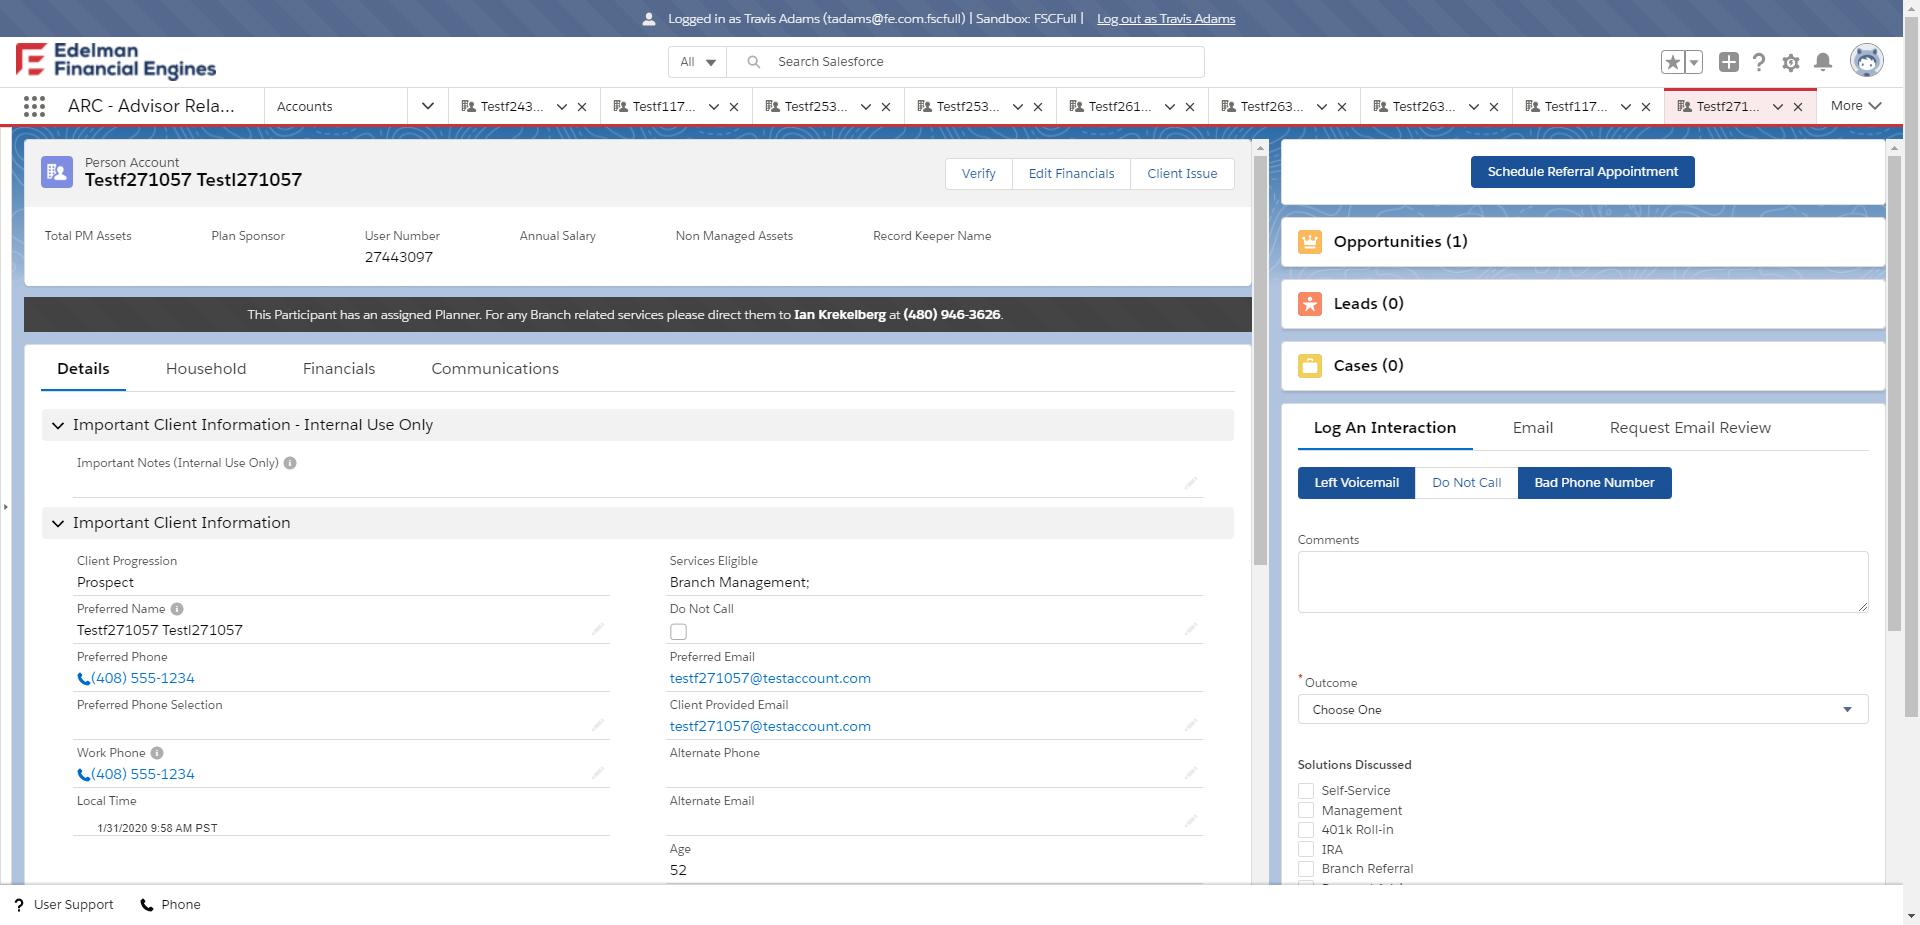 Logged in as Travis Adams (tadams@fe.com.fscfull) | Sandbox: FSCFull | Log out as Travis Adams
Edelman
Financial Engines
All
Search Salesforce
ARC - Advisor Rela...
Accounts
Testf243...
Testf117...
Testf253...
Testf253...
Testf261...
Testf263...
Testf263...
Testf117...
Testf271...
More
Person Account
Testf271057 Testl271057
Verify
Edit Financials
Client Issue
Total PM Assets
Plan Sponsor
User Number
27443097
Annual Salary
Non Managed Assets
Record Keeper Name
This Participant has an assigned Planner. For any Branch related services please direct them to Ian Krekelberg at (480) 946-3626.
Details
Household
Financials
Communications
Important Client Information - Internal Use Only
Important Notes (Internal Use Only)
Important Client Information
Client Progression
Prospect
Preferred Name
Testf271057 Testl271057
Preferred Phone
(408) 555-1234
Preferred Phone Selection
Work Phone
(408) 555-1234
Local Time
1/31/2020 9:58 AM PST
Services Eligible
Branch Management;
Do Not Call
Preferred Email
testf271057@testaccount.com
Client Provided Email
testf271057@testaccount.com
Alternate Phone
Alternate Email
Age
52
Schedule Referral Appointment
Opportunities (1)
Leads (0)
Cases (0)
Log An Interaction
Email
Request Email Review
Left Voicemail
Do Not Call
Bad Phone Number
Comments
*Outcome
Choose One
Solutions Discussed
Self-Service
Management
401k Roll-in
IRA
Branch Referral
? User Support
Phone